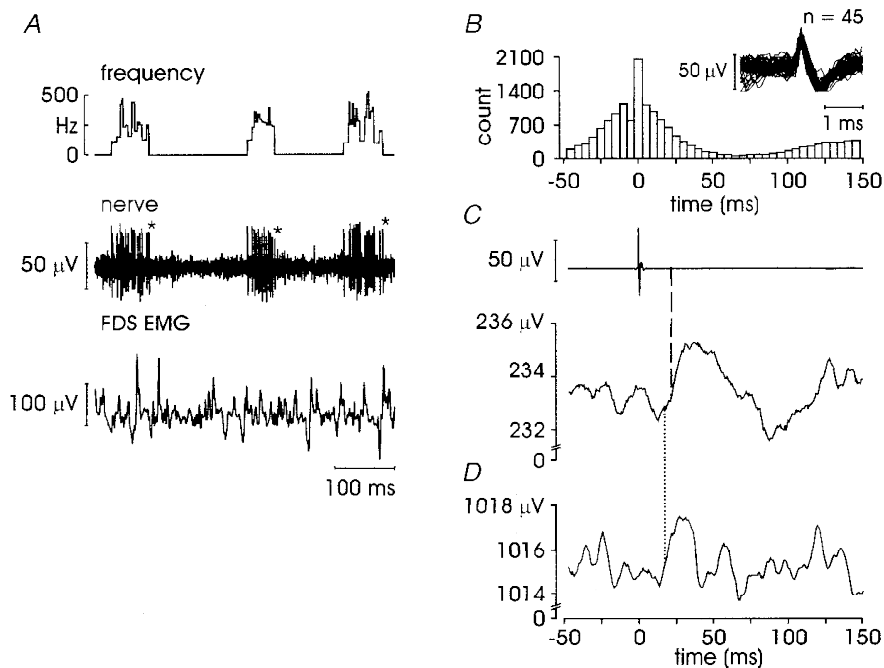 A
frequency
500
Hz
0
nerve
* * *
50 µV
FDS EMG
100 µV
100 ms
B
n = 45
2100
1400
700
0
count
50 µV
1 ms
-50 0 50 100 150
time (ms)
C
50 µV
236 µV
234
232
0
D
1018 µV
1016
1014
0
-50 0 50 100 150
time (ms)